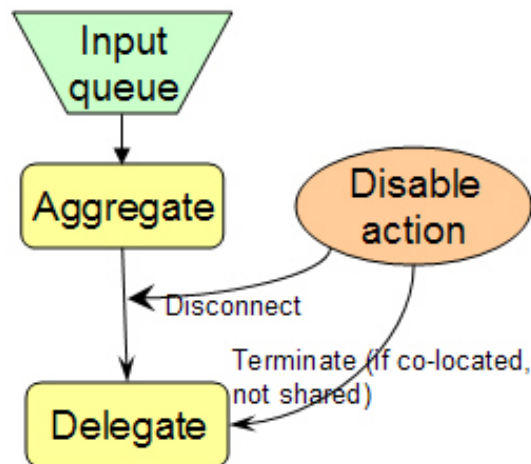 Input
queue
Aggregate
Disable
action
Disconnect
Terminate (if co-located,
not shared)
Delegate